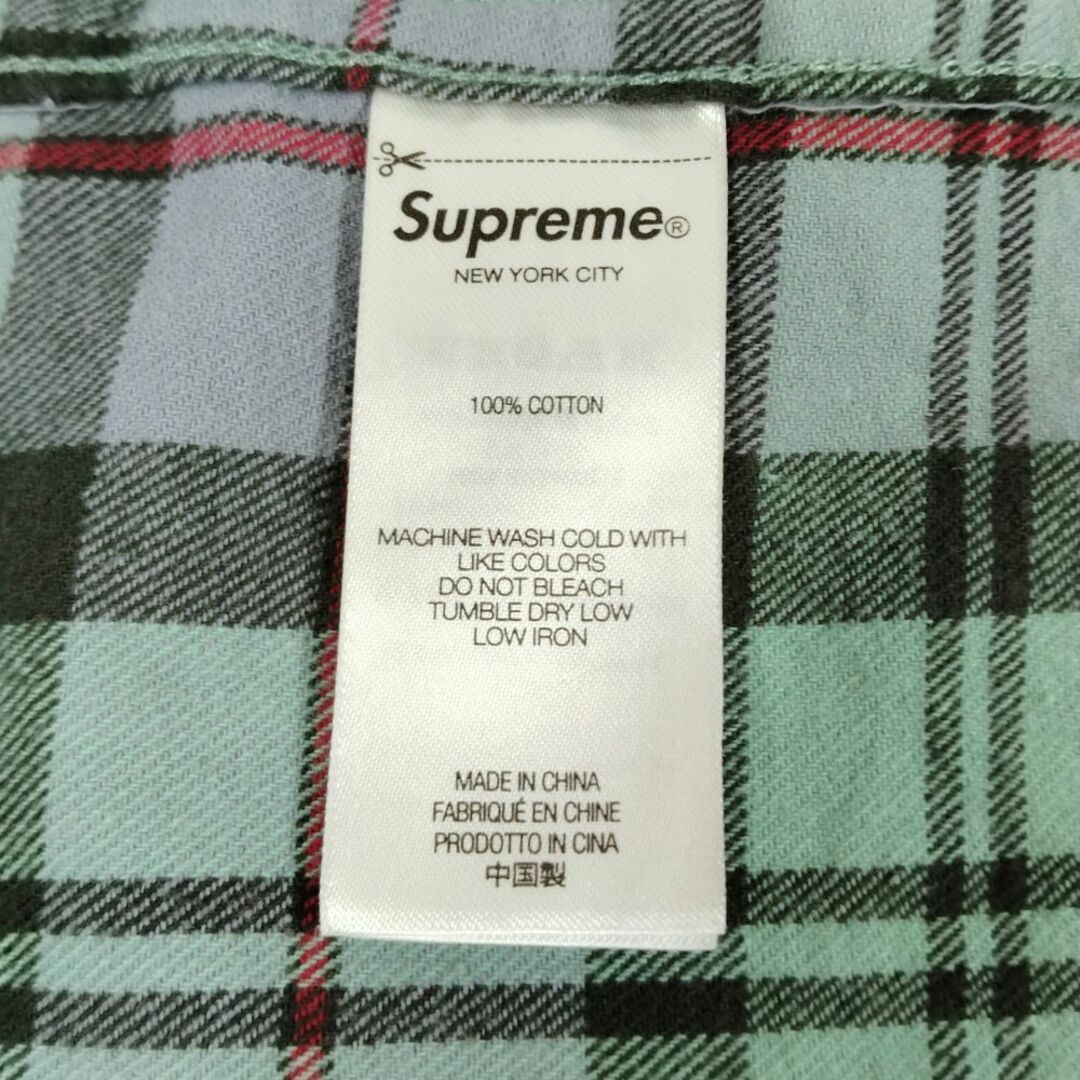 Supreme®
NEW YORK CITY
100% COTTON
MACHINE WASH COLD WITH
LIKE COLORS
DO NOT BLEACH
TUMBLE DRY LOW
LOW IRON
MADE IN CHINA
FABRIQUÉ EN CHINE
PRODOTTO IN CINA
中国製